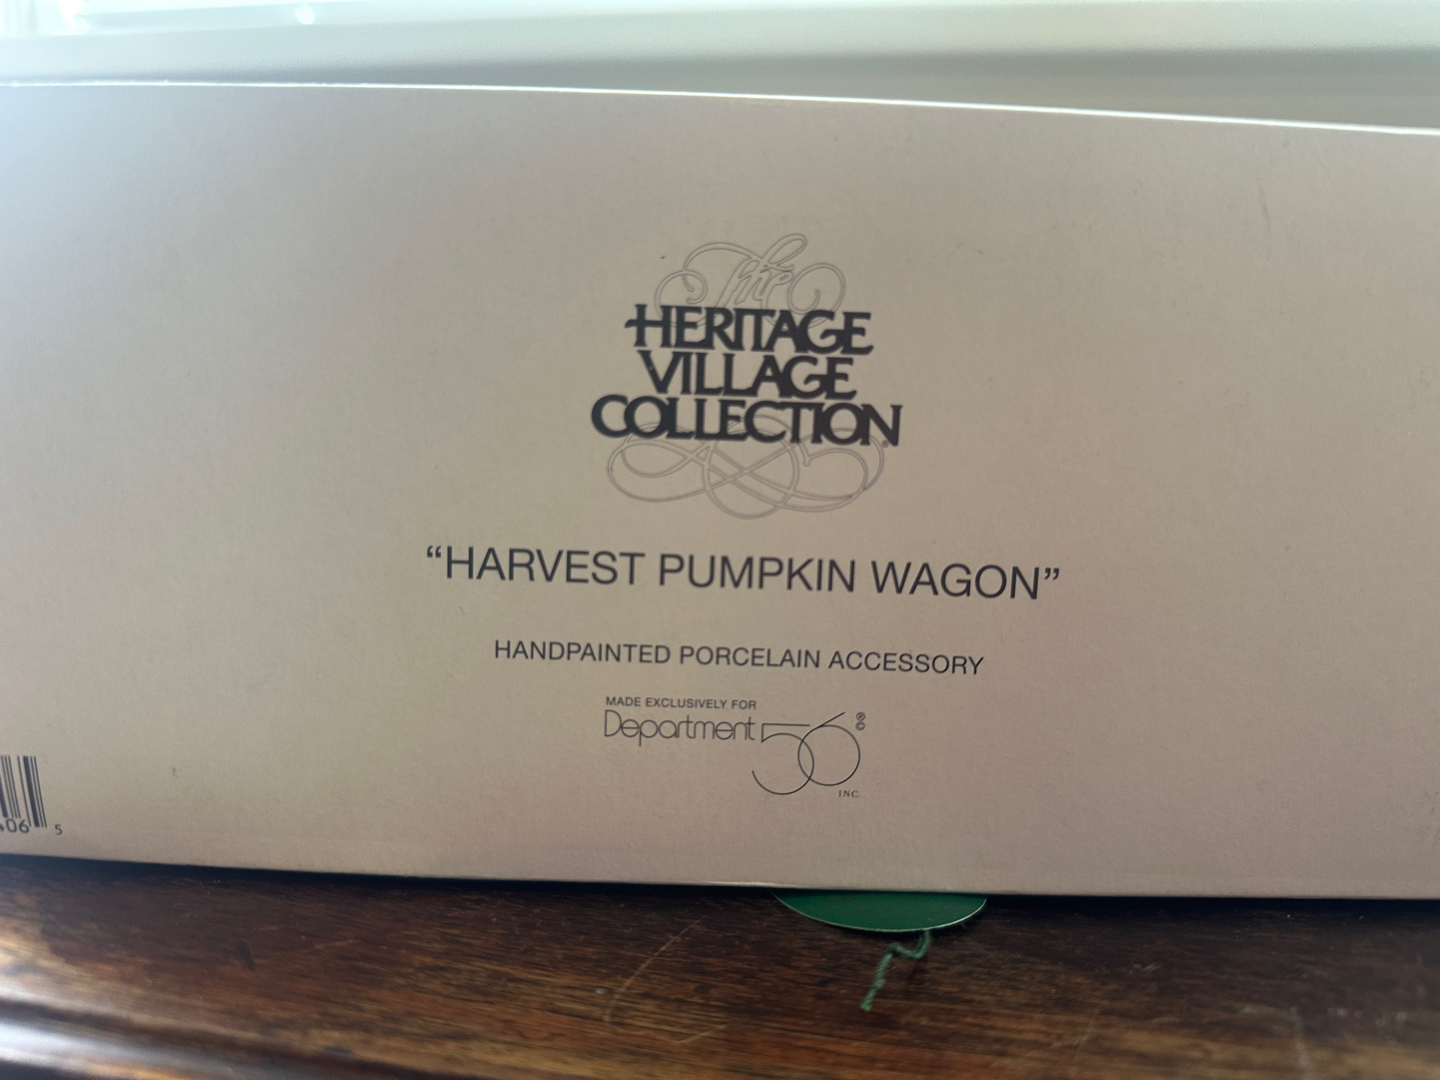 The
HERITAGE
VILLAGE
COLLECTION®
“HARVEST PUMPKIN WAGON”
HANDPAINTED PORCELAIN ACCESSORY
MADE EXCLUSIVELY FOR
Department 56®©
INC.
06 5